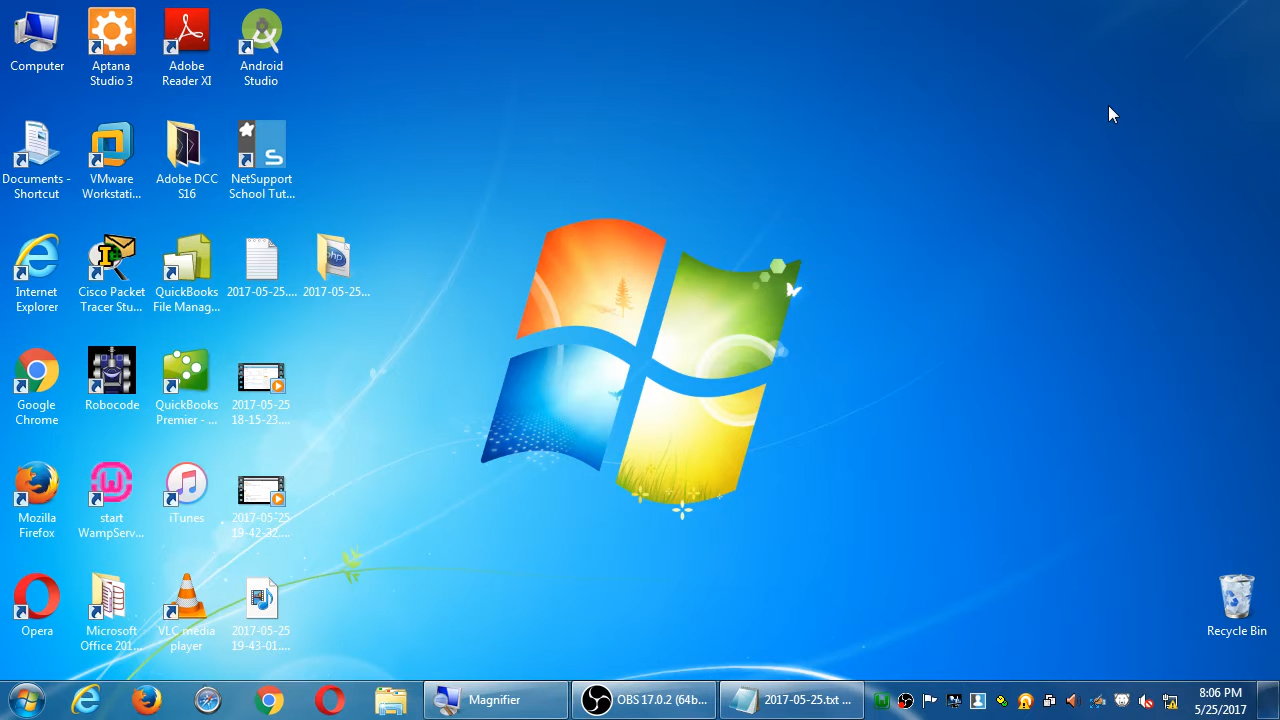 Computer
Aptana
Studio 3
Adobe
Reader XI
Android
Studio
Documents -
Shortcut
VMware
Workstati...
Adobe DCC
S16
NetSupport
School Tut...
Internet
Explorer
Cisco Packet
Tracer Stu...
QuickBooks
File Manag...
2017-05-25....
php
2017-05-25...
Google
Chrome
Robocode
QuickBooks
Premier - ...
2017-05-25
18-15-23....
Mozilla
Firefox
start
WampServ...
iTunes
2017-05-25
19-42-32....
Opera
Microsoft
Office 201...
VLC media
player
2017-05-25
19-43-01....
Recycle Bin
Magnifier
OBS 17.0.2 (64b...
2017-05-25.txt ...
8:06 PM
5/25/2017